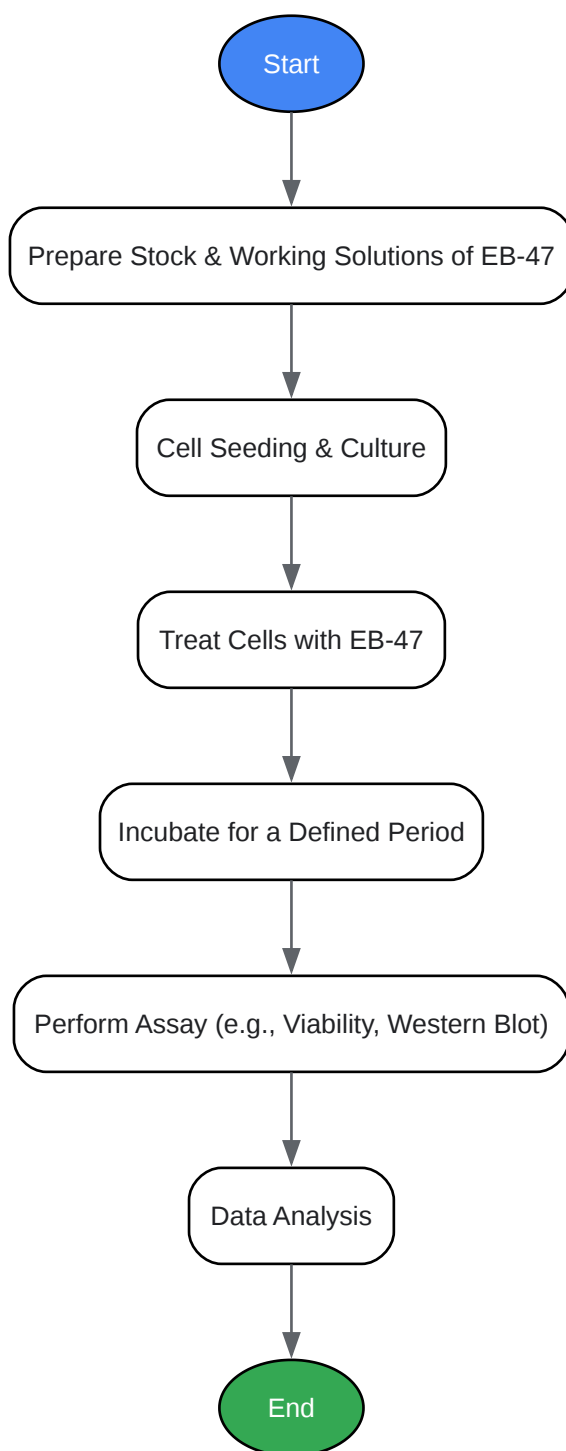 Start
Prepare Stock & Working Solutions of EB-47
Cell Seeding & Culture
Treat Cells with EB-47
Incubate for a Defined Period
Perform Assay (e.g., Viability, Western Blot)
Data Analysis
End